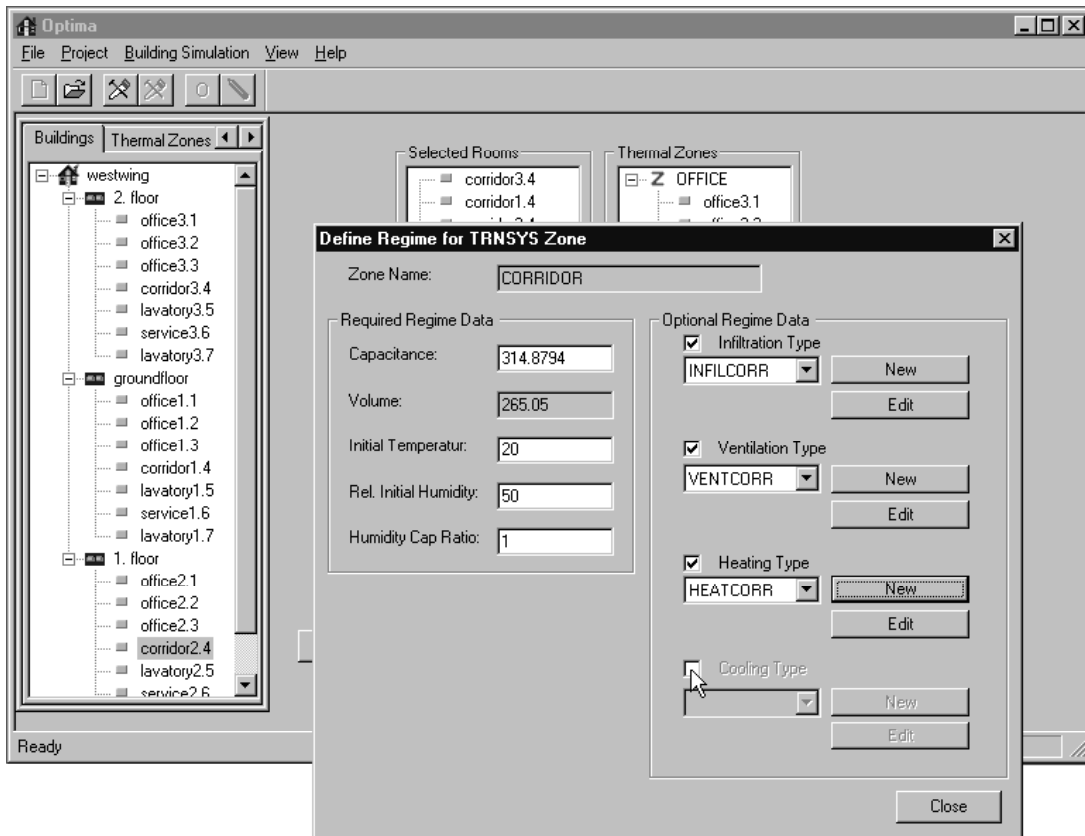 Optima
File Project Building Simulation View Help
Buildings Thermal Zones
westwing
2. floor
office3.1
office3.2
office3.3
corridor3.4
lavatory3.5
service3.6
lavatory3.7
groundfloor
office1.1
office1.2
office1.3
corridor1.4
lavatory1.5
service1.6
lavatory1.7
1. floor
office2.1
office2.2
office2.3
corridor2.4
lavatory2.5
service2.6
Selected Rooms
corridor3.4
corridor1.4
Thermal Zones
Z OFFICE
office3.1
Define Regime for TRNSYS Zone
Zone Name: CORRIDOR
Required Regime Data
Capacitance: 314.8794
Volume: 265.05
Initial Temperatur: 20
Rel. Initial Humidity: 50
Humidity Cap Ratio: 1
Optional Regime Data
Infiltration Type
INFILCORR New
Edit
Ventilation Type
VENTCORR New
Edit
Heating Type
HEATCORR New
Edit
Cooling Type
New
Edit
Close
Ready